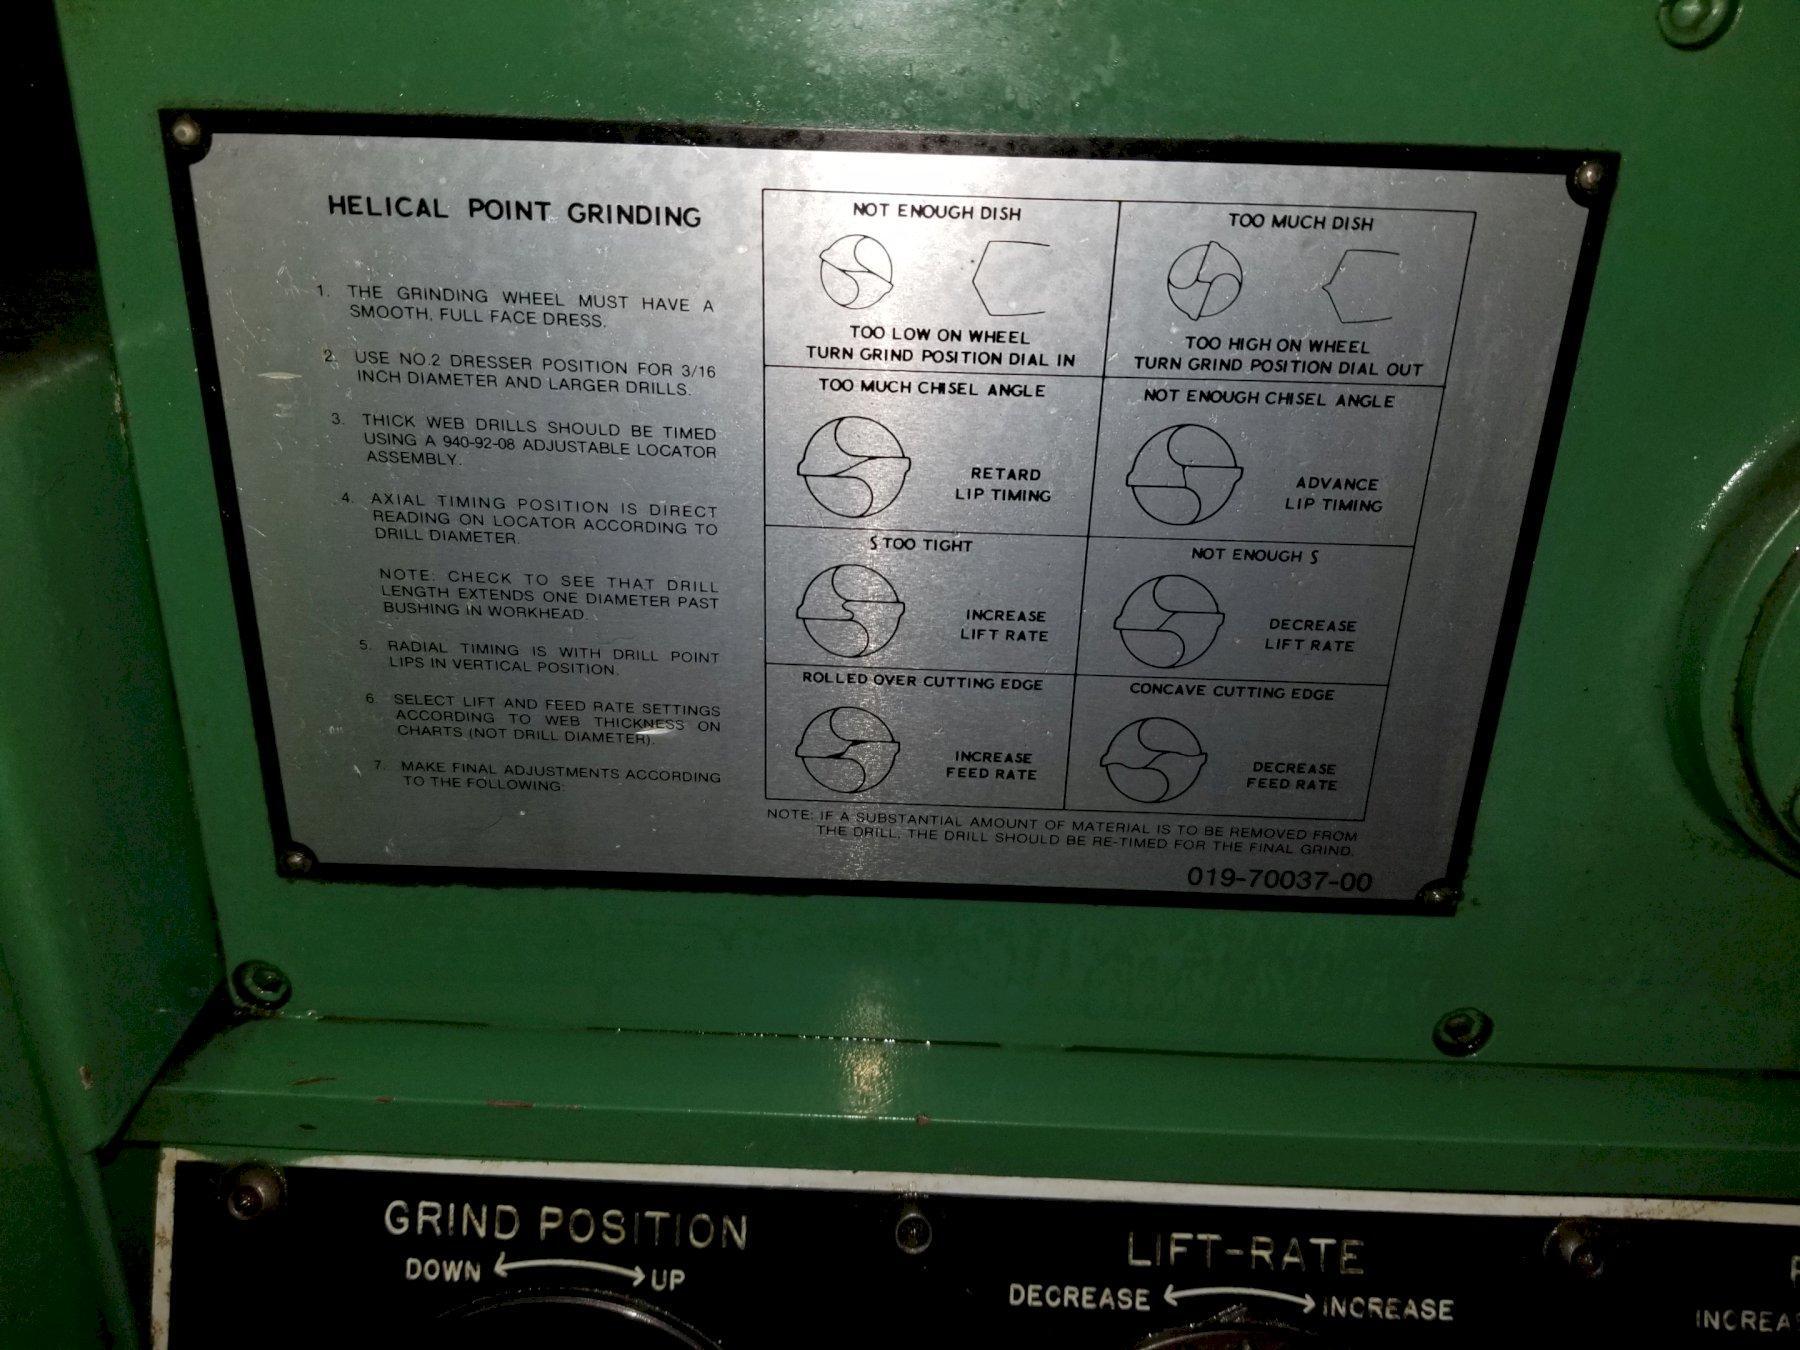 HELICAL POINT GRINDING
1. THE GRINDING WHEEL MUST HAVE A
SMOOTH, FULL FACE DRESS.
2. USE NO.2 DRESSER POSITION FOR 3/16
INCH DIAMETER AND LARGER DRILLS.
3. THICK WEB DRILLS SHOULD BE TIMED
USING A 940-92-08 ADJUSTABLE LOCATOR
ASSEMBLY.
4. AXIAL TIMING POSITION IS DIRECT
READING ON LOCATOR ACCORDING TO
DRILL DIAMETER.
NOTE: CHECK TO SEE THAT DRILL
LENGTH EXTENDS ONE DIAMETER PAST
BUSHING IN WORKHEAD.
5. RADIAL TIMING IS WITH DRILL POINT
LIPS IN VERTICAL POSITION.
6. SELECT LIFT AND FEED RATE SETTINGS
ACCORDING TO WEB THICKNESS ON
CHARTS (NOT DRILL DIAMETER).
7. MAKE FINAL ADJUSTMENTS ACCORDING
TO THE FOLLOWING:
NOT ENOUGH DISH
TOO LOW ON WHEEL
TURN GRIND POSITION DIAL IN
TOO MUCH DISH
TOO HIGH ON WHEEL
TURN GRIND POSITION DIAL OUT
TOO MUCH CHISEL ANGLE
RETARD
LIP TIMING
NOT ENOUGH CHISEL ANGLE
ADVANCE
LIP TIMING
S TOO TIGHT
INCREASE
LIFT RATE
NOT ENOUGH S
DECREASE
LIFT RATE
ROLLED OVER CUTTING EDGE
INCREASE
FEED RATE
CONCAVE CUTTING EDGE
DECREASE
FEED RATE
NOTE: IF A SUBSTANTIAL AMOUNT OF MATERIAL IS TO BE REMOVED FROM
THE DRILL, THE DRILL SHOULD BE RE-TIMED FOR THE FINAL GRIND.
019-70037-00
GRIND POSITION
DOWN UP
LIFT-RATE
DECREASE INCREASE